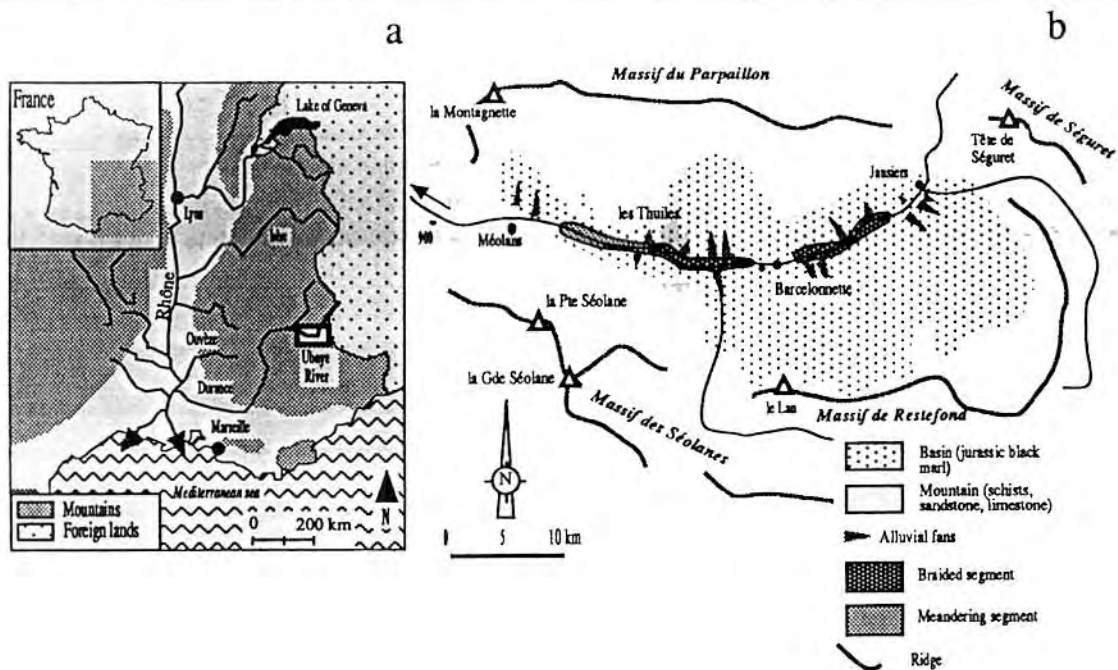 a
France
Lake of Geneva
Lyon
Isère
Rhône
Ouvèze
Durance
Ubaye
River
Marseille
Mediterranean sea
Mountains
Foreign lands
0 200 km
N
b
Massif du Parpaillon
la Montagnette
Massif de Séguret
Tête de
Séguret
Jausiers
les Thuiles
900
Méolans
Barcelonnette
la Pte Séolane
la Gde Séolane
le Lan
Massif de Restefond
Massif des Séolanes
N
0 5 10 km
Basin (jurassic black
marl)
Mountain (schists,
sandstone, limestone)
Alluvial fans
Braided segment
Meandering segment
Ridge